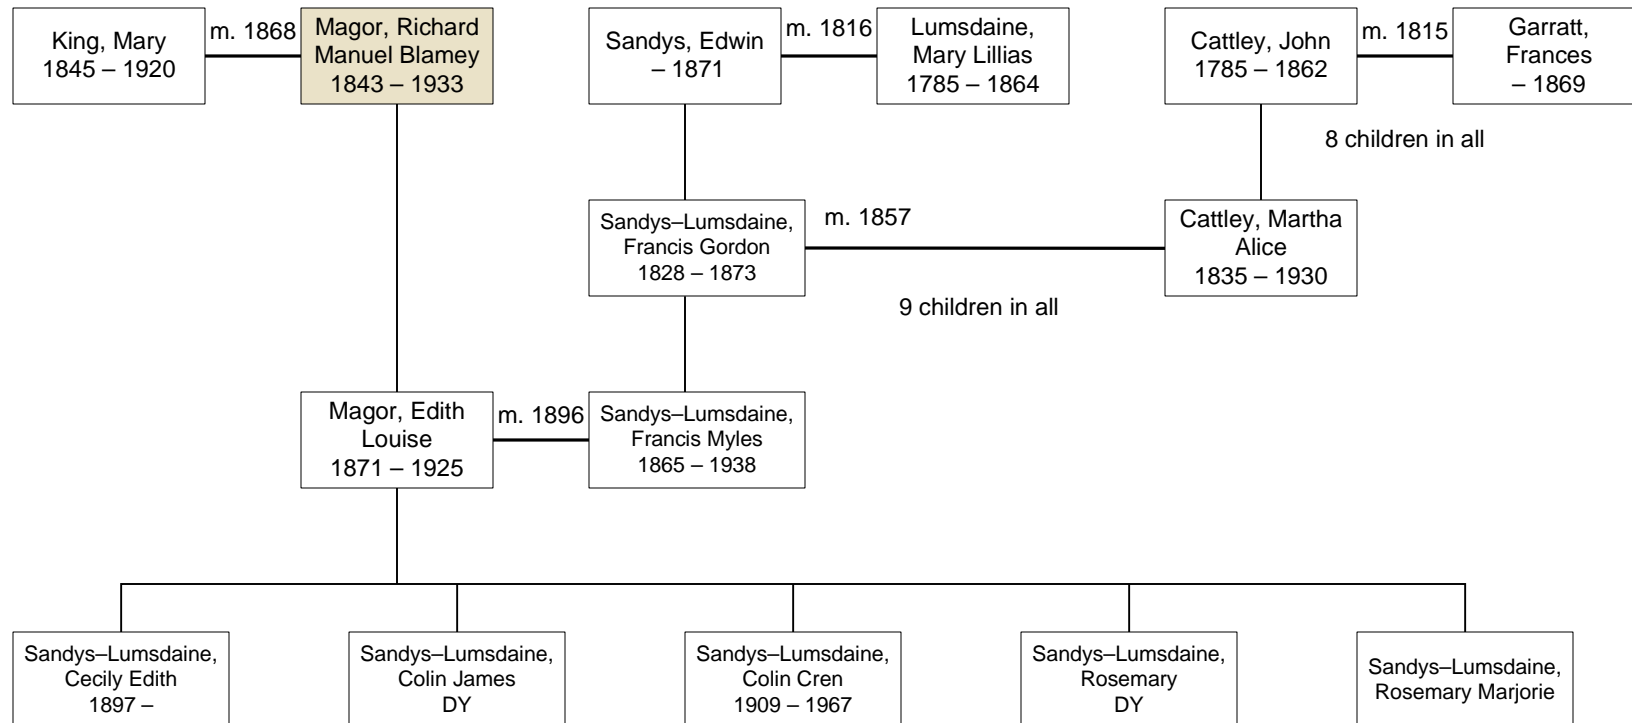 King, Mary
1845 – 1920
m. 1868
Magor, Richard
Manuel Blamey
1843 – 1933
Sandys, Edwin
– 1871
m. 1816
Lumsdaine,
Mary Lillias
1785 – 1864
Cattley, John
1785 – 1862
m. 1815
Garratt,
Frances
– 1869
8 children in all
Sandys–Lumsdaine,
Francis Gordon
1828 – 1873
m. 1857
Cattley, Martha
Alice
1835 – 1930
9 children in all
Magor, Edith
Louise
1871 – 1925
m. 1896
Sandys–Lumsdaine,
Francis Myles
1865 – 1938
Sandys–Lumsdaine,
Cecily Edith
1897 –
Sandys–Lumsdaine,
Colin James
DY
Sandys–Lumsdaine,
Colin Cren
1909 – 1967
Sandys–Lumsdaine,
Rosemary
DY
Sandys–Lumsdaine,
Rosemary Marjorie